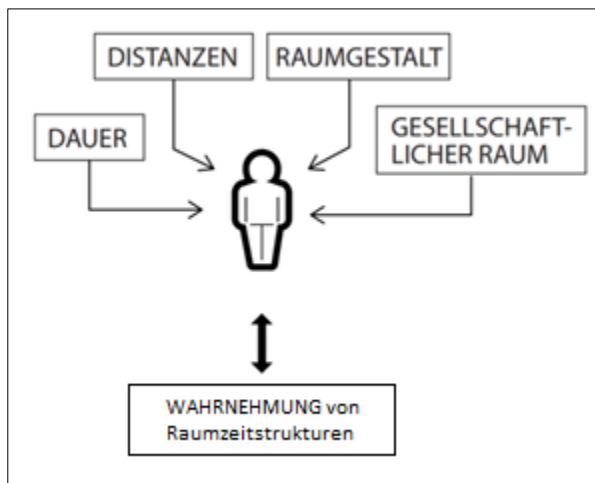 DISTANZEN
RAUMGESTALT
DAUER
GESELLSCHAFT-
LICHER RAUM
WAHRNEHMUNG von
Raumzeitstrukturen